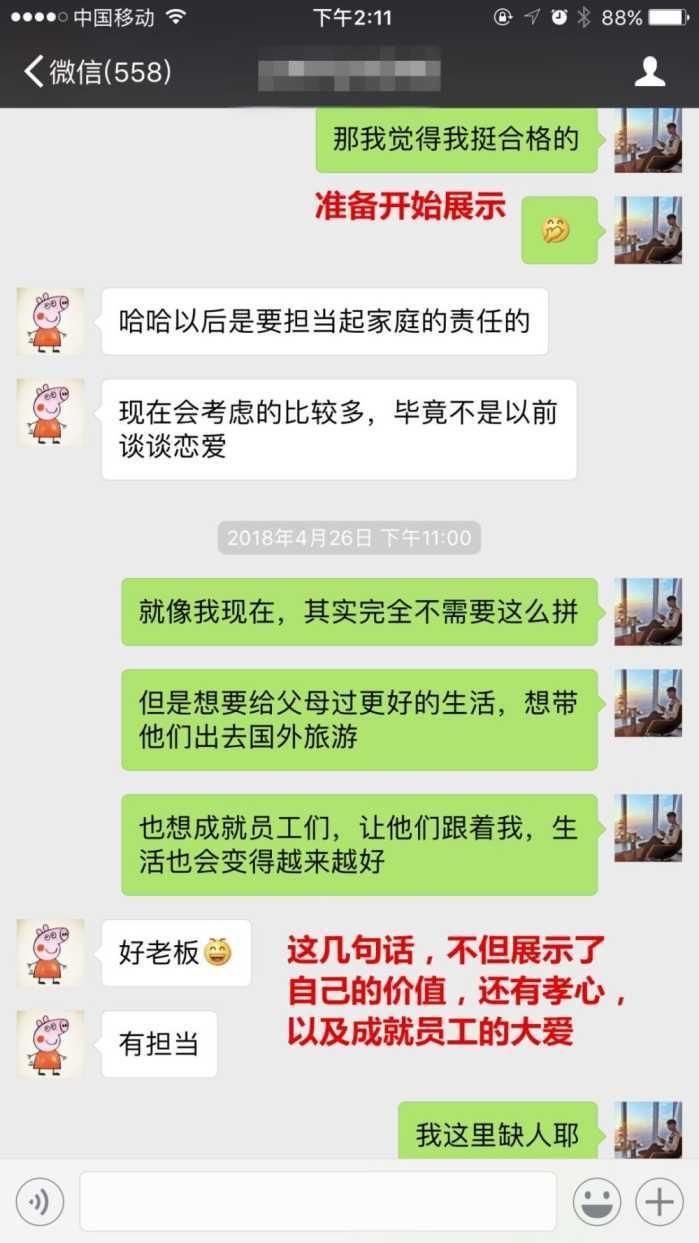 中国移动
下午2:11
88%
微信(558)
那我觉得我挺合格的
准备开始展示
哈哈以后是要担当起家庭的责任的
现在会考虑的比较多，毕竟不是以前
谈谈恋爱
2018年4月26日 下午11:00
就像我现在，其实完全不需要这么拼
但是想要给父母过更好的生活，想带
他们出去国外旅游
也想成就员工们，让他们跟着我，生
活也会变得越来越好
好老板
这几句话，不但展示了
自己的价值，还有孝心，
以及成就员工的大爱
有担当
我这里缺人耶